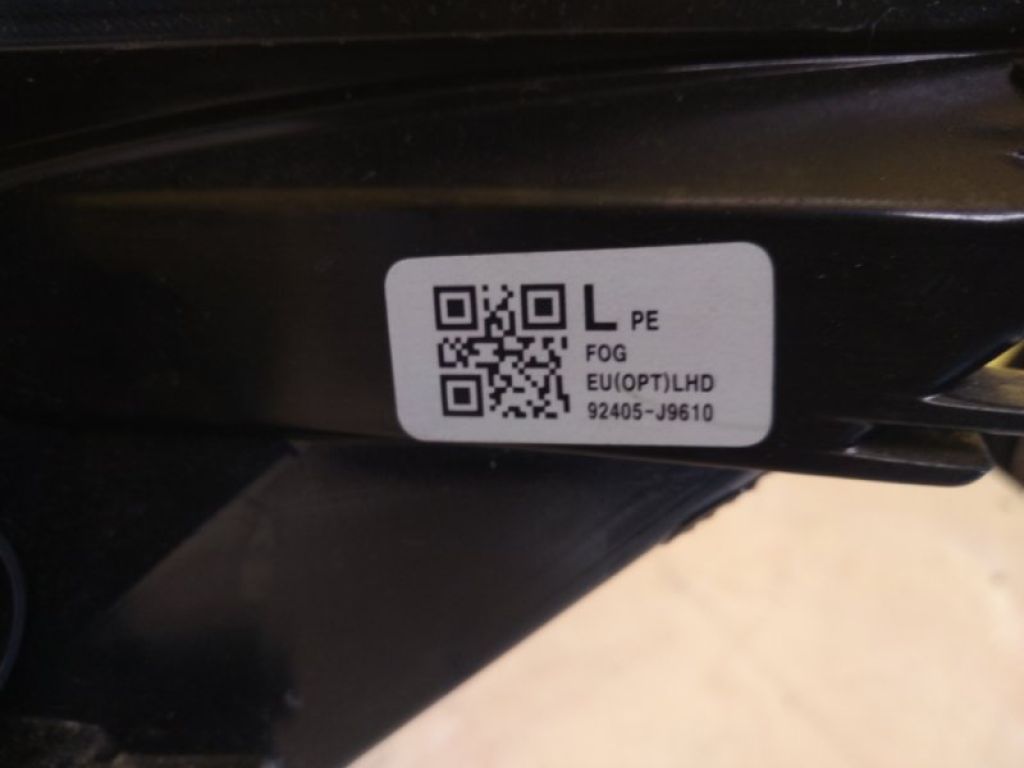 L PE
FOG
EU(OPT)LHD
92405-J9610